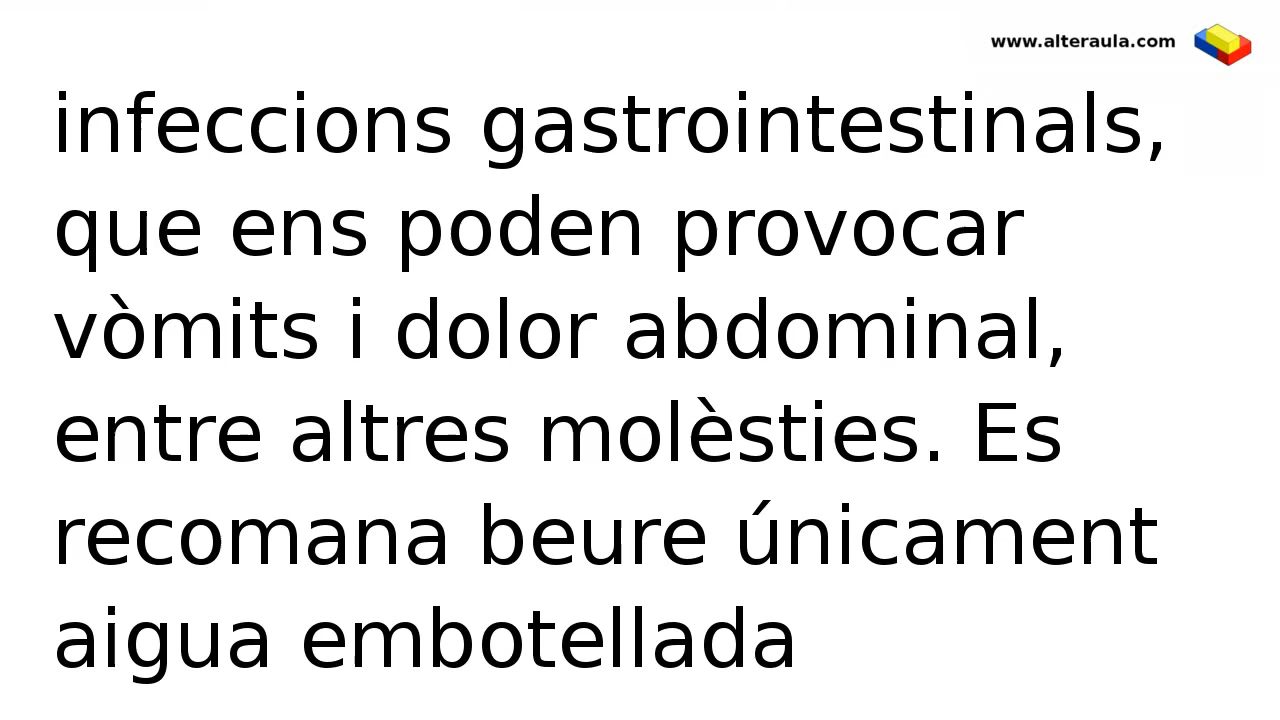 www.alteraula.com
infeccions gastrointestinals,
que ens poden provocar
vòmits i dolor abdominal,
entre altres molèsties. Es
recomana beure únicament
aigua embotellada